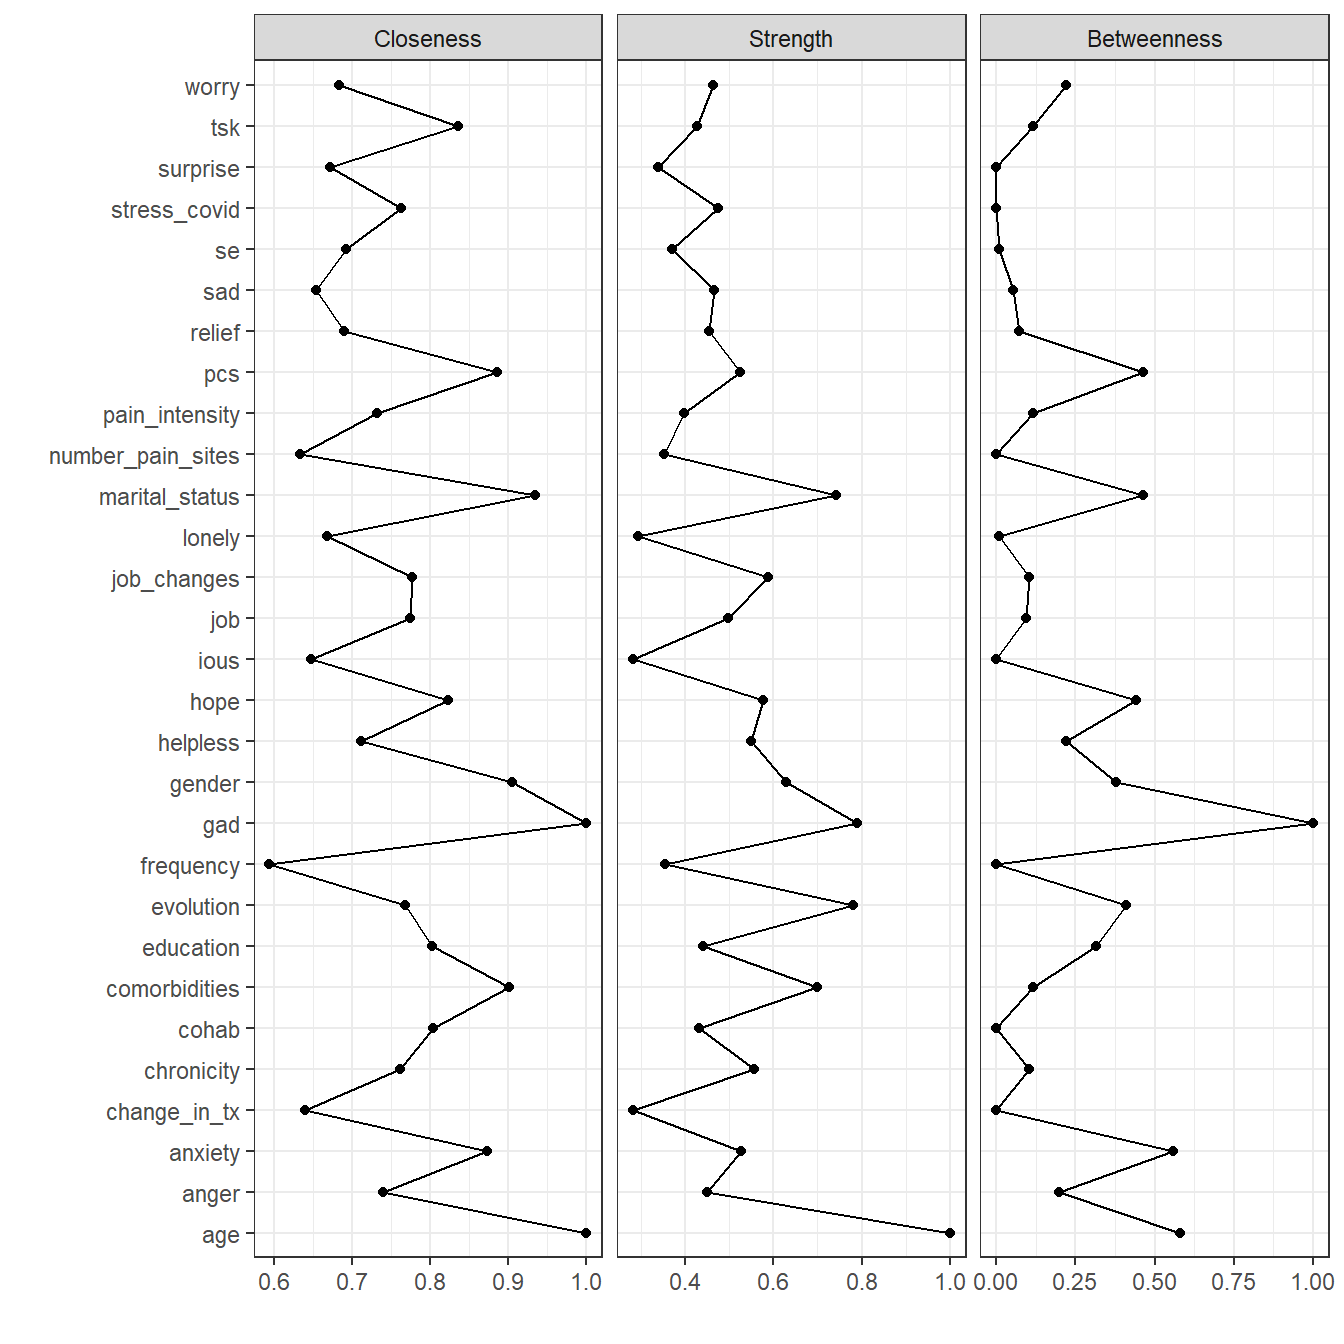 Closeness Strength Betweenness
worry
tsk
surprise
stress_covid
se
sad
relief
pcs
pain_intensity
number_pain_sites
marital_status
lonely
job_changes
job
ious
hope
helpless
gender
gad
frequency
evolution
education
comorbidities
cohab
chronicity
change_in_tx
anxiety
anger
age
0.6 0.7 0.8 0.9 1.0 0.4 0.6 0.8 1.0 0.00 0.25 0.50 0.75 1.00